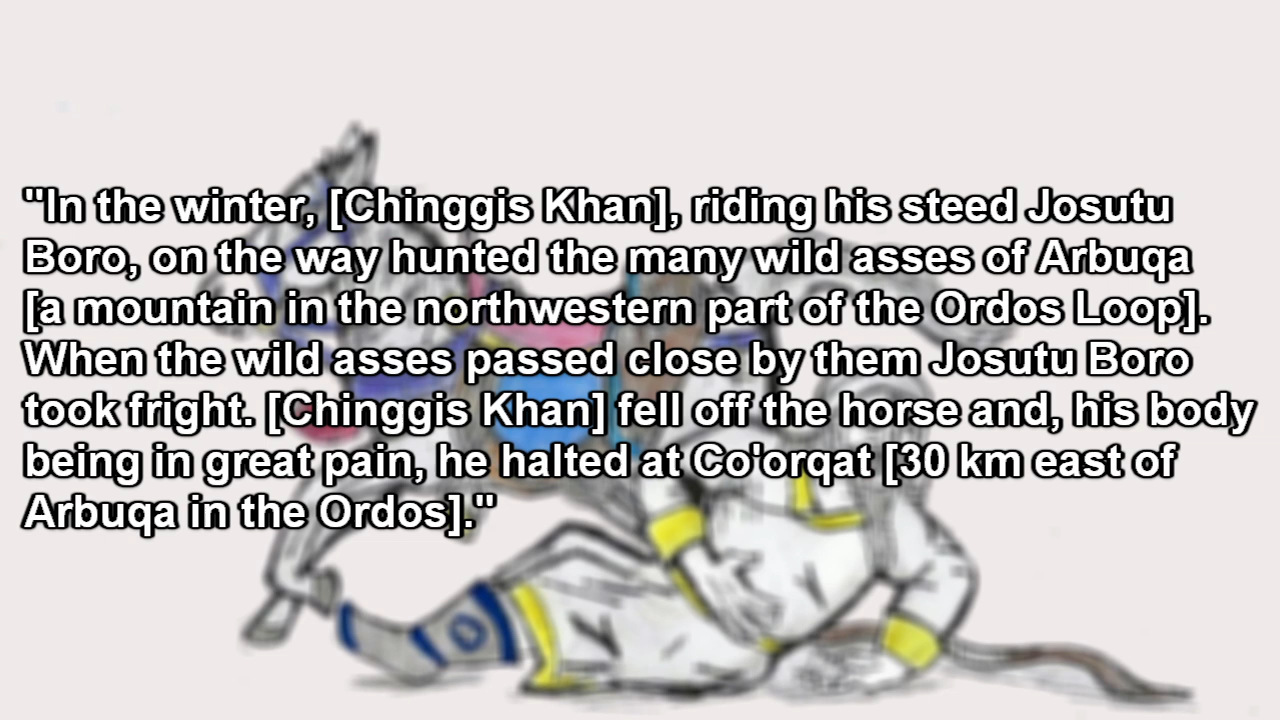 "In the winter, [Chinggis Khan], riding his steed Josutu
Boro, on the way hunted the many wild asses of Arbuqa
[a mountain in the northwestern part of the Ordos Loop].
When the wild asses passed close by them Josutu Boro
took fright. [Chinggis Khan] fell off the horse and, his body
being in great pain, he halted at Co'orqat [30 km east of
Arbuqa in the Ordos]."